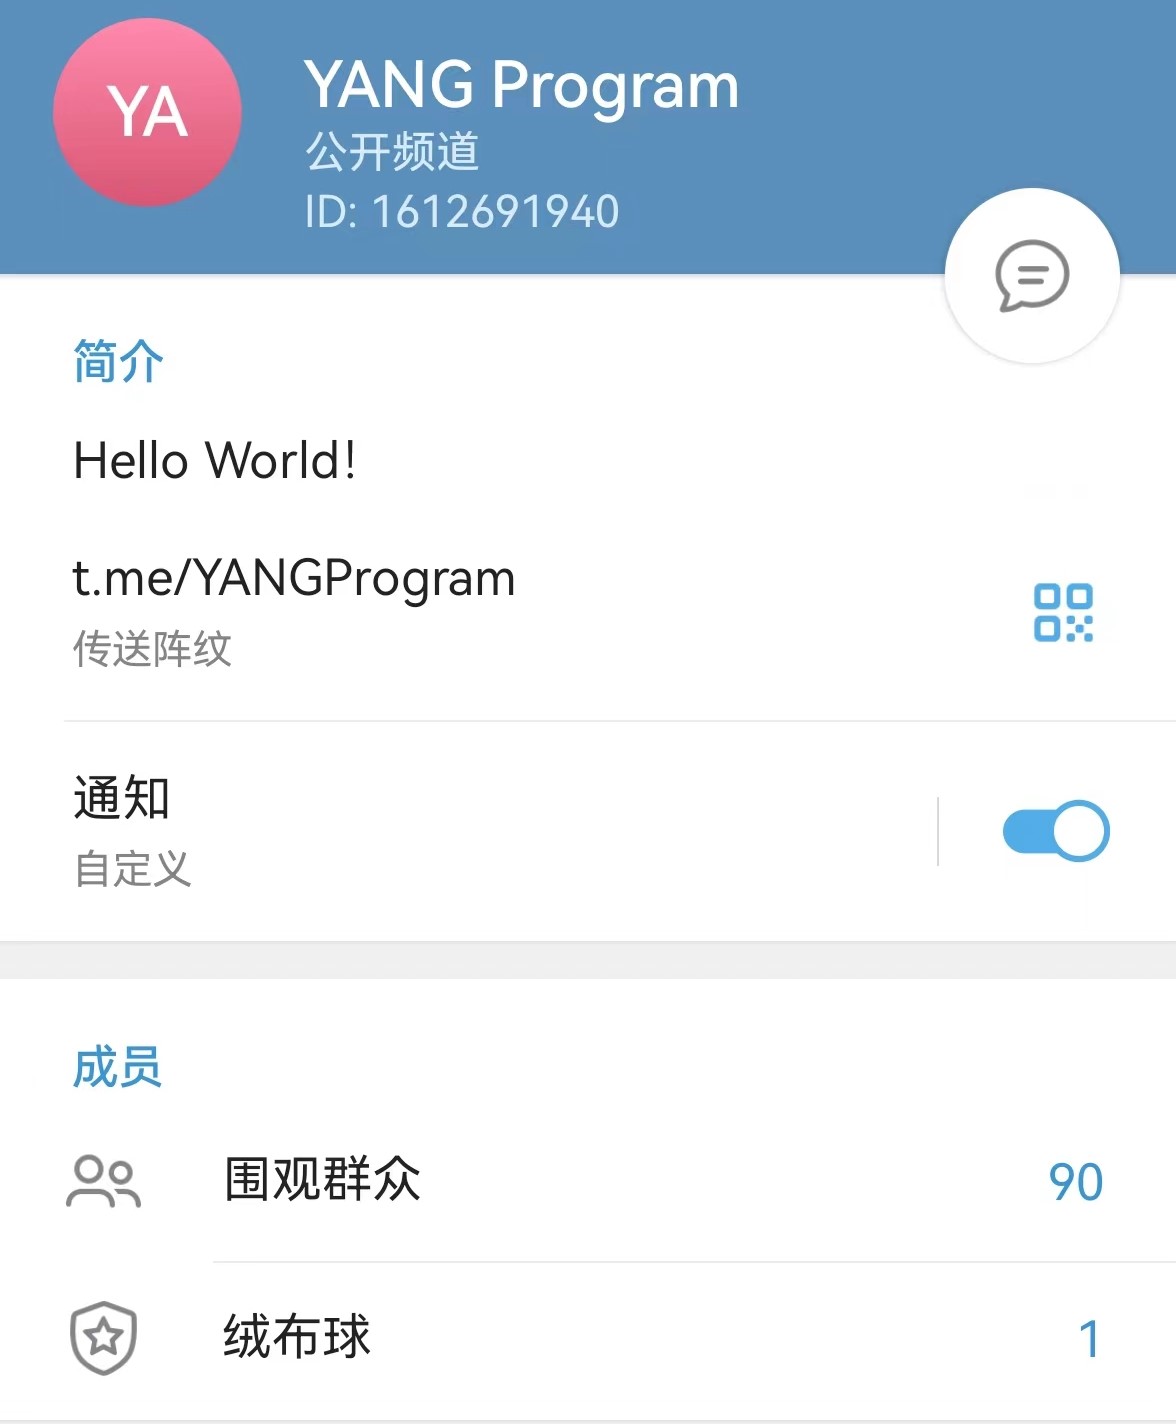 YA
YANG Program
公开频道
ID: 1612691940
简介
Hello World!
t.me/YANGProgram
传送阵纹
通知
自定义
成员
围观群众 90
绒布球 1